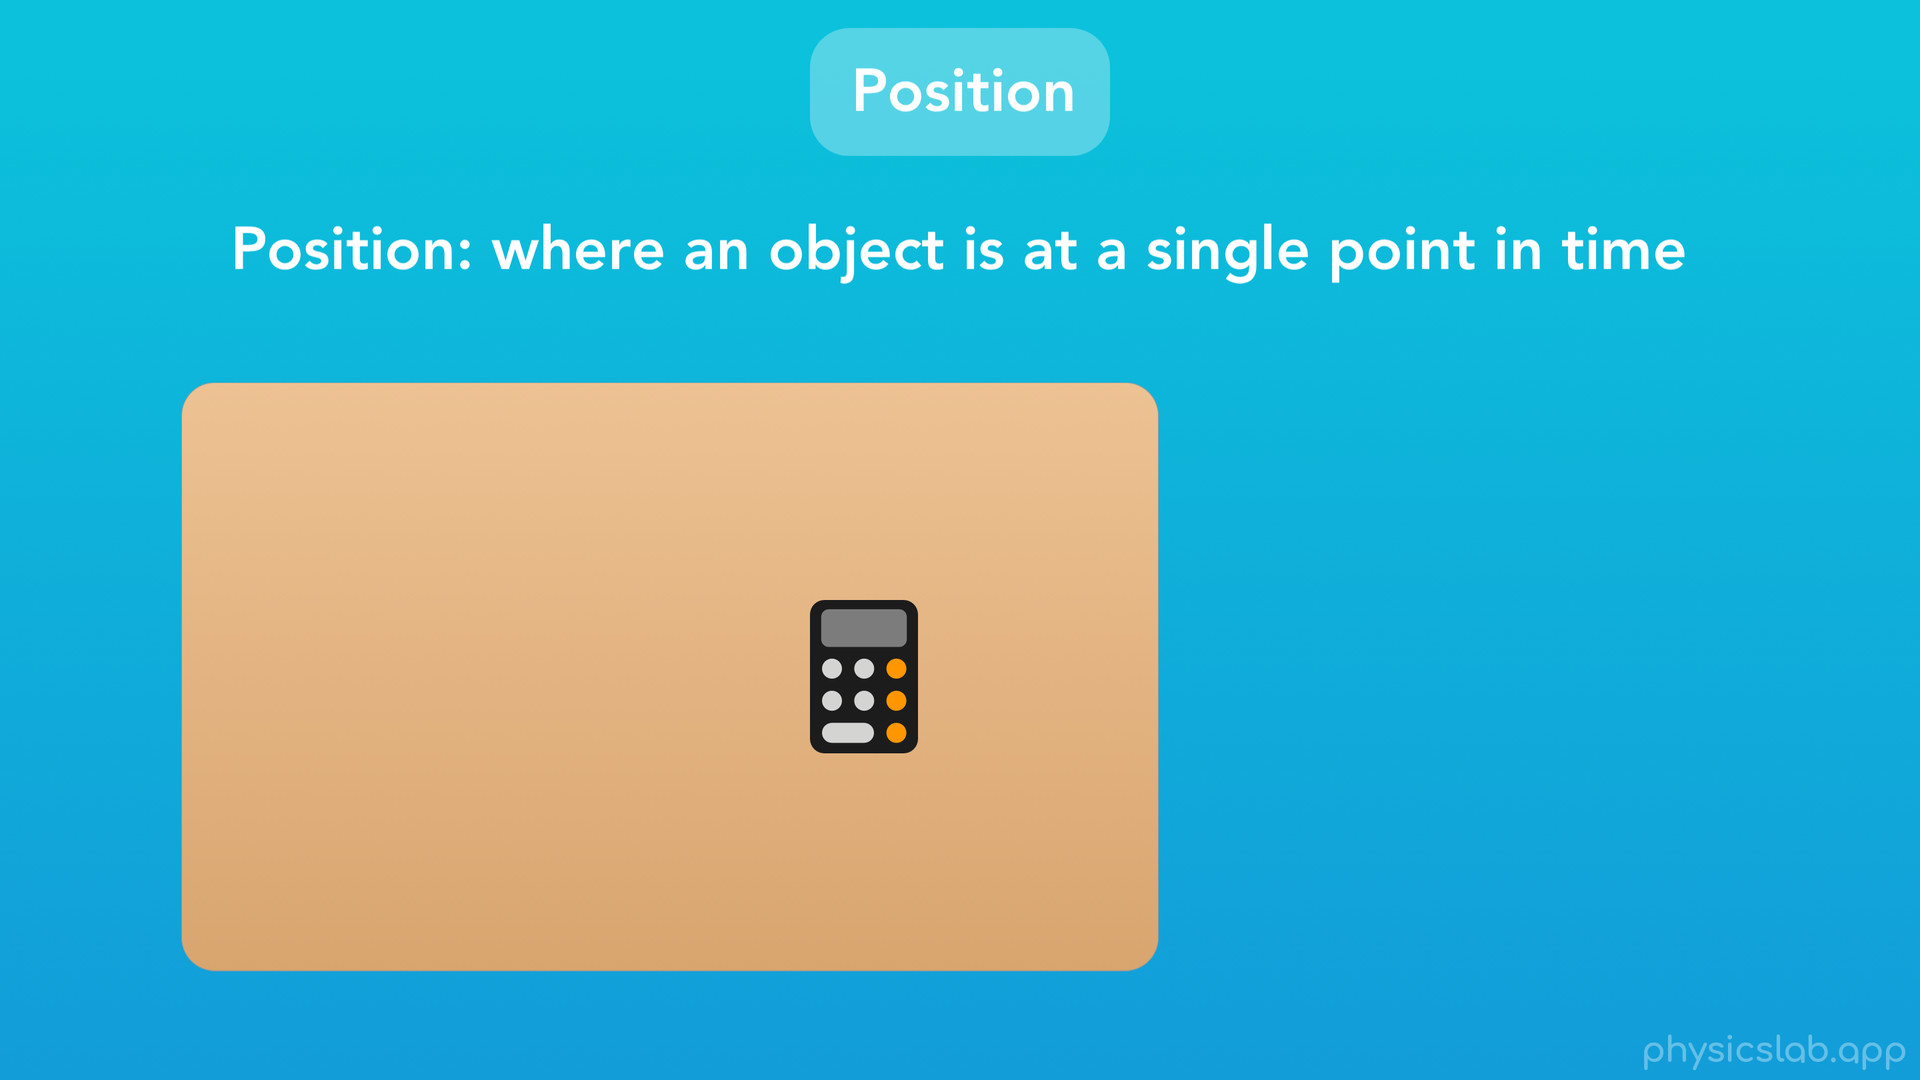 Position
Position: where an object is at a single point in time
physicslab.app